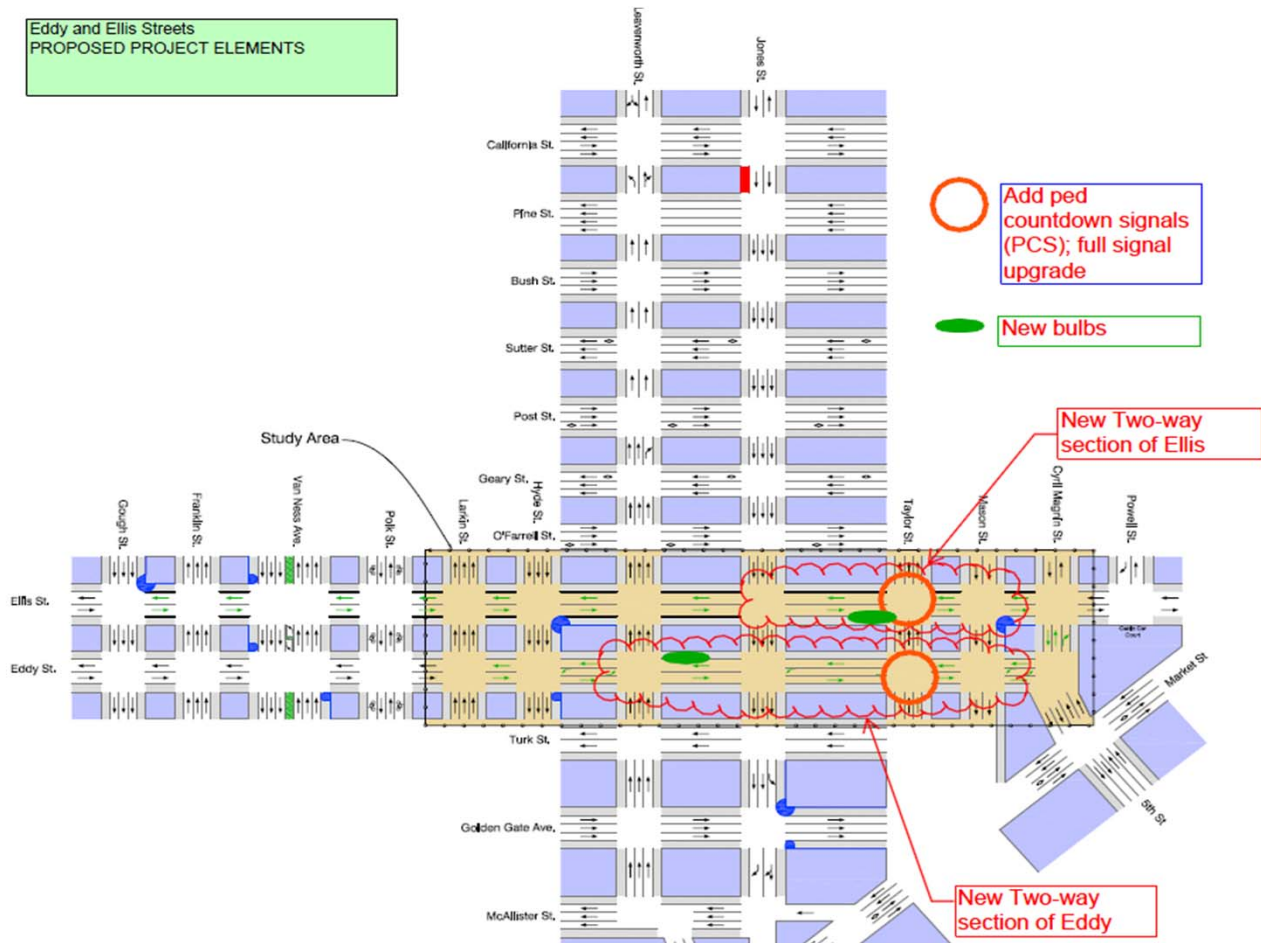 Eddy and Ellis Streets
PROPOSED PROJECT ELEMENTS
Leavenworth St.
Jones St.
California St.
Pine St.
Bush St.
Sutter St.
Post St.
Geary St.
O'Farrell St.
Add ped
countdown signals
(PCS); full signal
upgrade
New bulbs
New Two-way
section of Ellis
Study Area
Gough St.
Franklin St.
Van Ness Ave.
Polk St.
Larkin St.
Hyde St.
Taylor St.
Mason St.
Cyril Magnin St.
Powell St.
Ellis St.
Eddy St.
Market St
5th St
Turk St.
Golden Gate Ave.
McAllister St.
New Two-way
section of Eddy